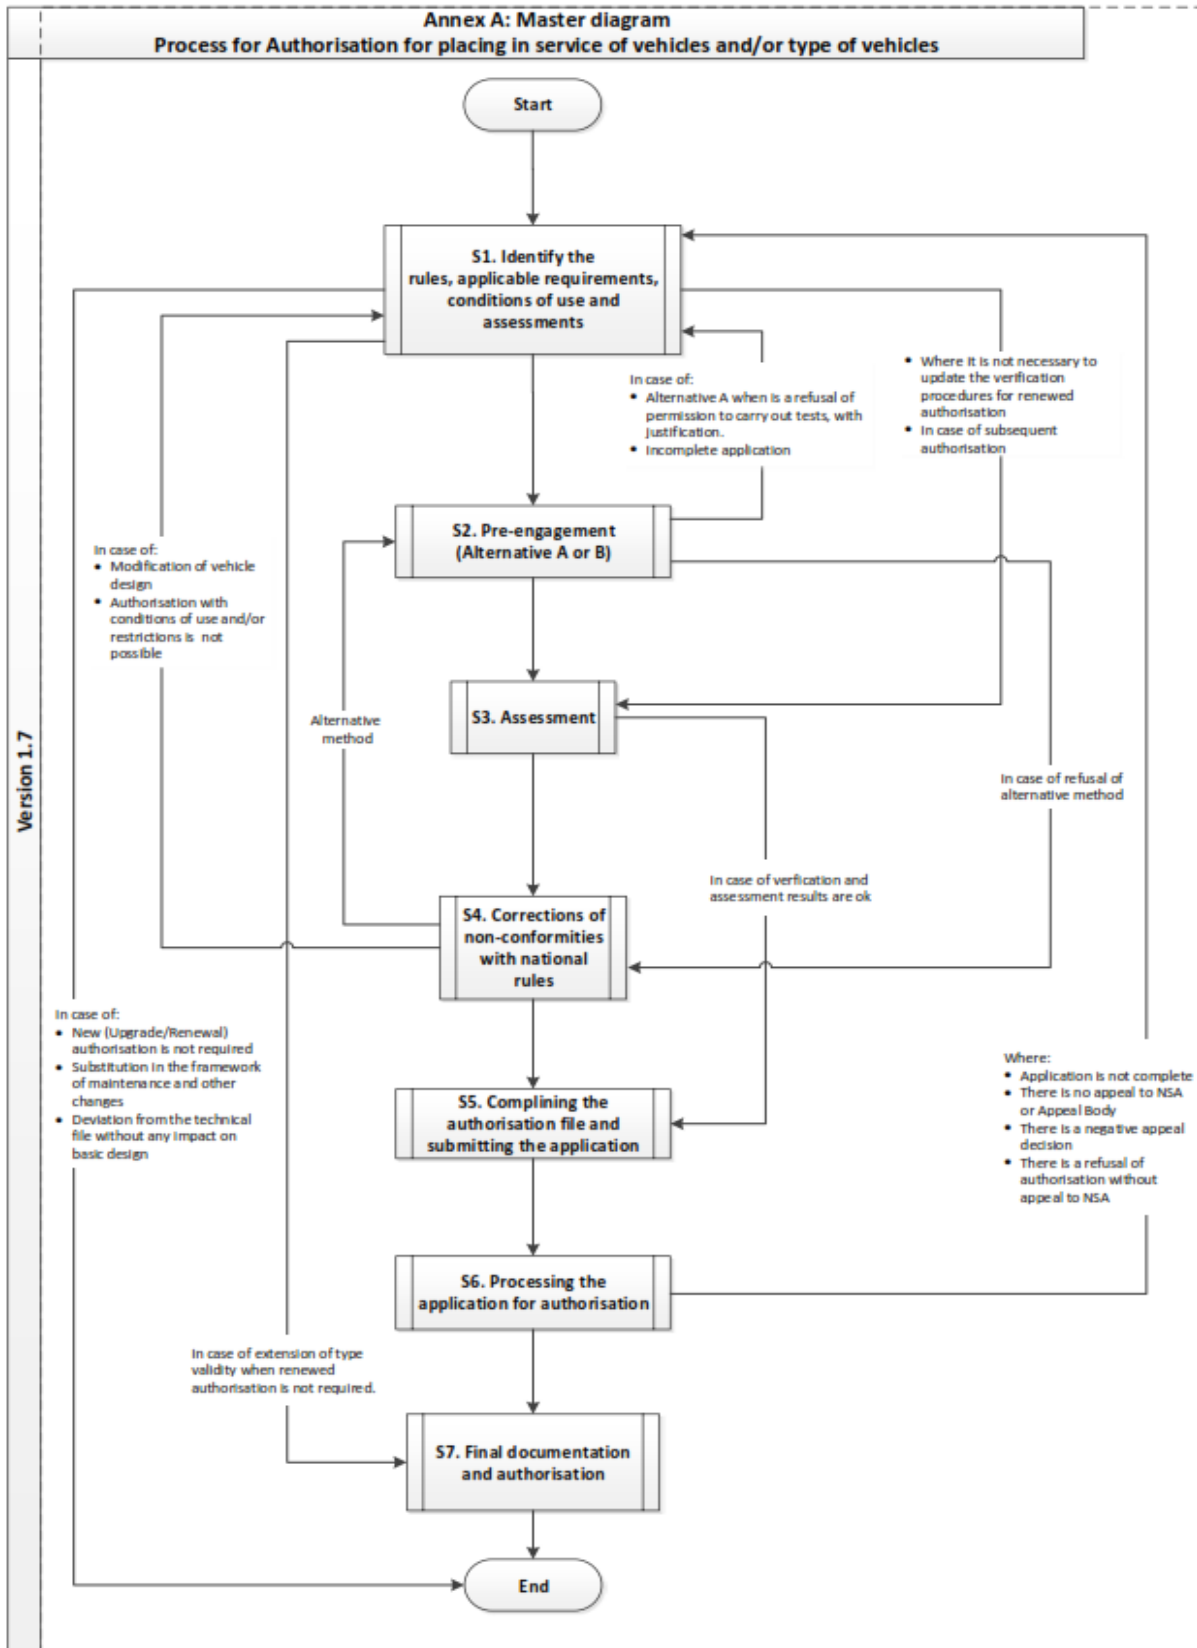 Annex A: Master diagram
Process for Authorisation for placing in service of vehicles and/or type of vehicles
Version 1.7
Start
S1. Identify the
rules, applicable requirements,
conditions of use and
assessments
In case of:
• Alternative A when is a refusal of
permission to carry out tests, with
justification.
• Incomplete application
• Where it is not necessary to
update the verification
procedures for renewed
authorisation
• In case of subsequent
authorisation
S2. Pre-engagement
(Alternative A or B)
In case of:
• Modification of vehicle
design
• Authorisation with
conditions of use and/or
restrictions is not
possible
Alternative
method
S3. Assessment
In case of refusal of
alternative method
In case of verfication and
assessment results are ok
S4. Corrections of
non-conformities
with national
rules
In case of:
• New (Upgrade/Renewal)
authorisation is not required
• Substitution in the framework
of maintenance and other
changes
• Deviation from the technical
file without any impact on
basic design
Where:
• Application is not complete
• There is no appeal to NSA
or Appeal Body
• There is a negative appeal
decision
• There is a refusal of
authorisation without
appeal to NSA
S5. Complining the
authorisation file and
submitting the application
S6. Processing the
application for authorisation
In case of extension of type
validity when renewed
authorisation is not required.
S7. Final documentation
and authorisation
End